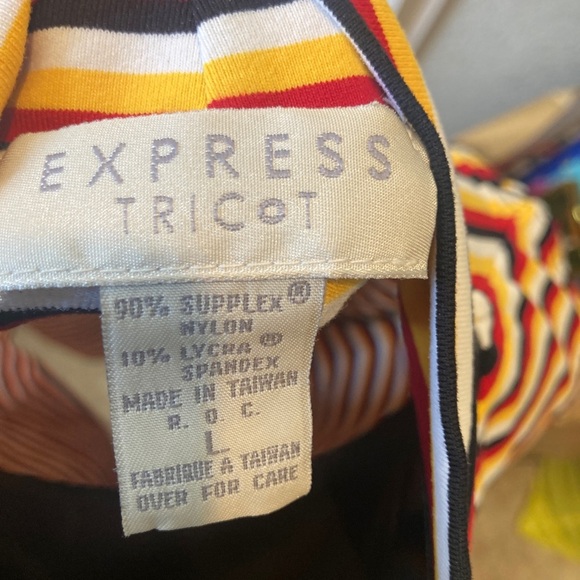 EXPRESS
TRICOT
90% SUPPLEX®
NYLON
10% LYCRA®
SPANDEX
MADE IN TAIWAN
R. O. C.
L
FABRIQUE A TAIWAN
OVER FOR CARE